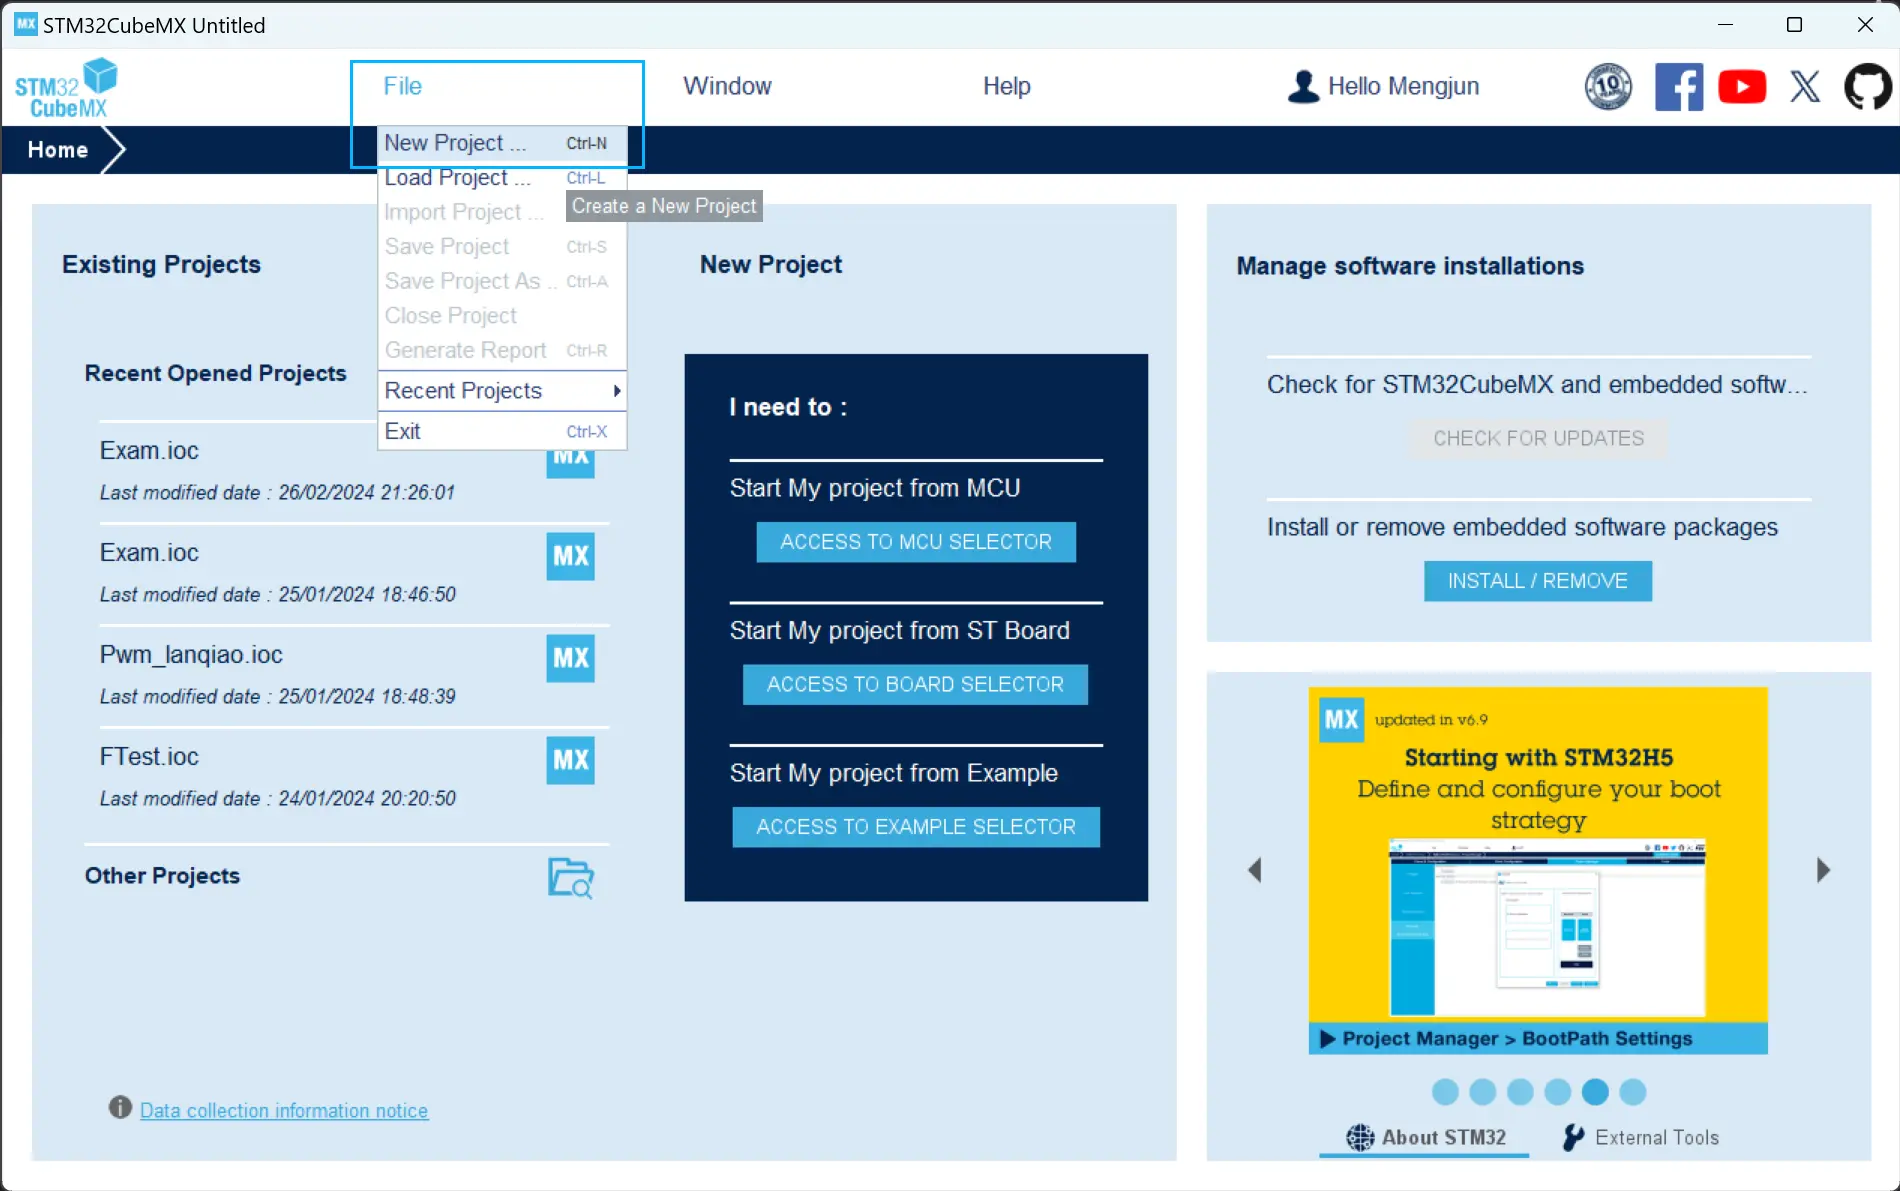 MX STM32CubeMX Untitled
STM32
CubeMX
File
Window
Help
Hello Mengjun
10
Home
New Project ... Ctrl-N
Load Project ... Ctrl-L
Import Project ...
Create a New Project
Save Project Ctrl-S
Save Project As .. Ctrl-A
Close Project
Generate Report Ctrl-R
Recent Projects
Exit Ctrl-X
Existing Projects
Recent Opened Projects
Exam.ioc
MX
Last modified date : 26/02/2024 21:26:01
Exam.ioc
MX
Last modified date : 25/01/2024 18:46:50
Pwm_lanqiao.ioc
MX
Last modified date : 25/01/2024 18:48:39
FTest.ioc
MX
Last modified date : 24/01/2024 20:20:50
Other Projects
Data collection information notice
New Project
I need to :
Start My project from MCU
ACCESS TO MCU SELECTOR
Start My project from ST Board
ACCESS TO BOARD SELECTOR
Start My project from Example
ACCESS TO EXAMPLE SELECTOR
Manage software installations
Check for STM32CubeMX and embedded softw...
CHECK FOR UPDATES
Install or remove embedded software packages
INSTALL / REMOVE
MX updated in v6.9
Starting with STM32H5
Define and configure your boot
strategy
Project Manager > BootPath Settings
About STM32
External Tools